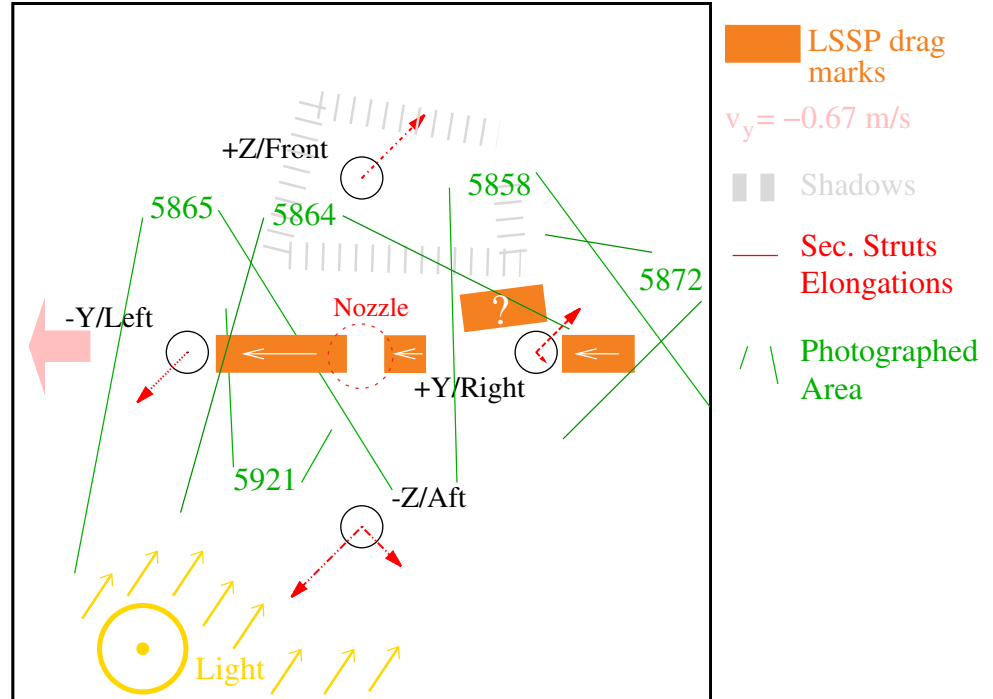 LSSP drag
marks
v_y = −0.67 m/s
Shadows
Sec. Struts
Elongations
Photographed
Area
+Z/Front
5858
5865
5864
5872
Nozzle
?
-Y/Left
+Y/Right
5921
-Z/Aft
Light